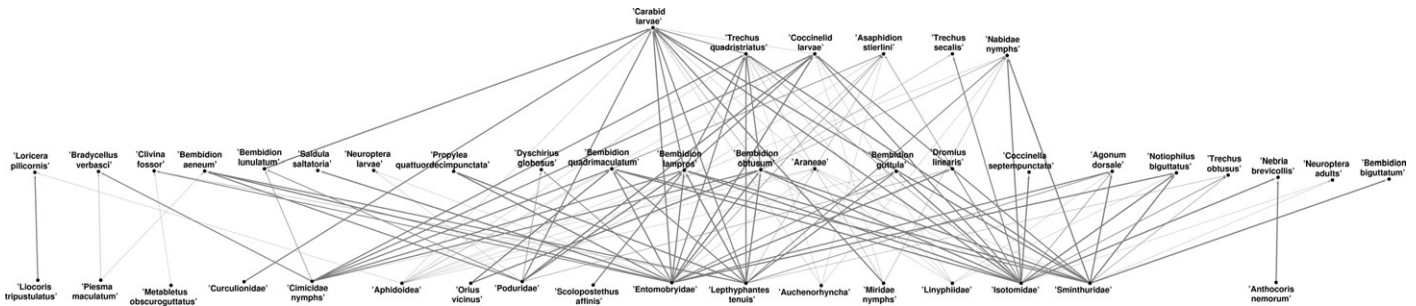 'Carabid
larvae'
'Trechus
quadristriatus'
'Coccinelid
larvae'
'Asaphidion
stierlini'
'Trechus
secalis'
'Nabidae
nymphs'
'Loricera
pilicornis'
'Bradycellus
verbasci'
'Clivina
fossor'
'Bembidion
aeneum'
'Bembidion
lunulatum'
'Saldula
saltatoria'
'Neuroptera
larvae'
'Propylea
quattuordecimpunctata'
'Dyschirius
globosus'
'Bembidion
quadrimaculatum'
'Bembidion
lampros'
'Bembidion
obtusum'
'Araneae'
'Bembidion
guttula'
'Dromius
linearis'
'Coccinella
septempunctata'
'Agonum
dorsale'
'Notiophilus
biguttatus'
'Trechus
obtusus'
'Nebria
brevicollis'
'Neuroptera
adults'
'Bembidion
biguttatum'
'Liocoris
tripustulatus'
'Piesma
maculatum'
'Metabletus
obscuroguttatus'
'Curculionidae'
'Cimicidae
nymphs'
'Aphidoidea'
'Orius
vicinus'
'Poduridae'
'Scolopostethus
affinis'
'Entomobryidae'
'Lepthyphantes
tenuis'
'Auchenorhyncha'
'Miridae
nymphs'
'Linyphiidae'
'Isotomidae'
'Sminthuridae'
'Anthocoris
nemorum'